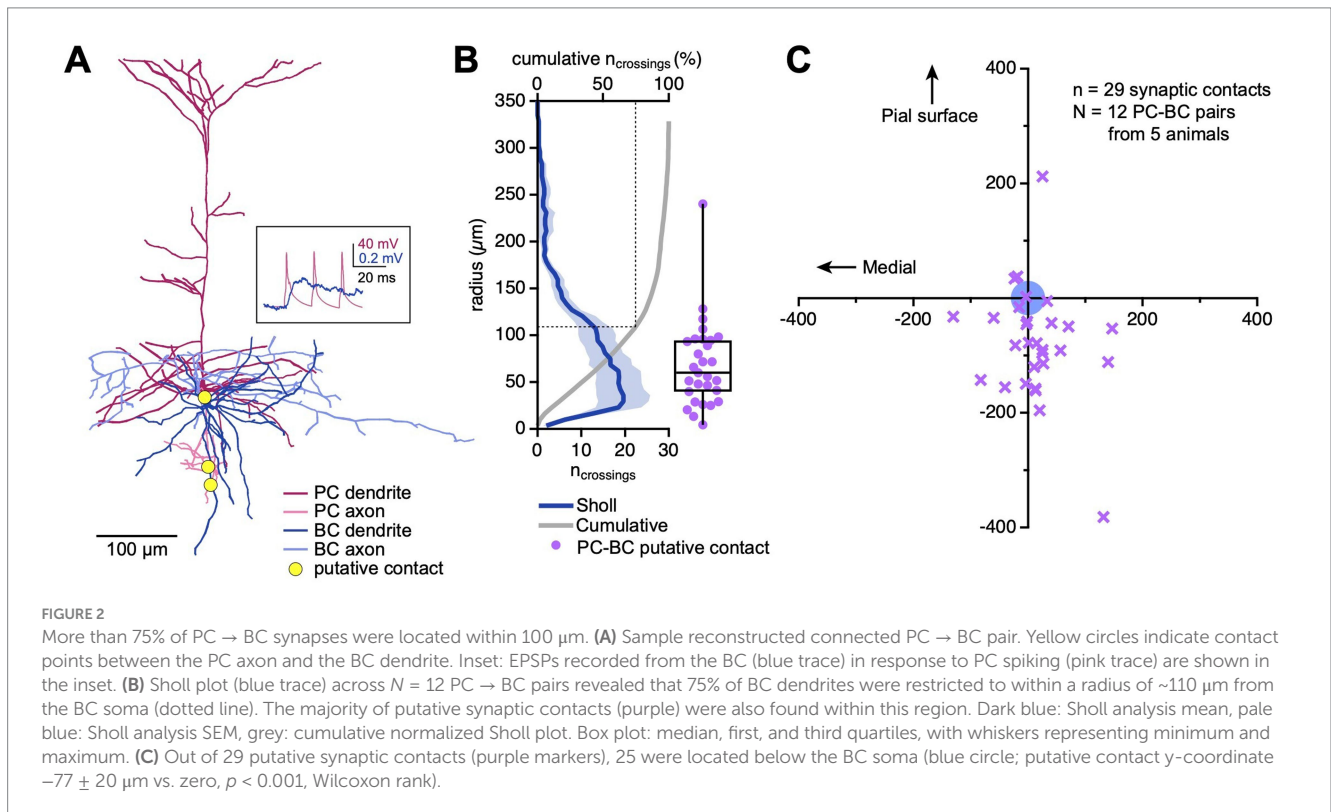 A
40 mV
0.2 mV
20 ms
PC dendrite
PC axon
BC dendrite
BC axon
putative contact
100 µm
B
cumulative ncrossings (%)
0 50 100
350
300
250
200
150
100
50
0
radius (µm)
0 10 20 30
ncrossings
Sholl
Cumulative
PC-BC putative contact
C
400
Pial surface
n = 29 synaptic contacts
N = 12 PC-BC pairs
from 5 animals
200
Medial
-400 -200 200 400
-200
-400
FIGURE 2
More than 75% of PC → BC synapses were located within 100 µm. (A) Sample reconstructed connected PC → BC pair. Yellow circles indicate contact
points between the PC axon and the BC dendrite. Inset: EPSPs recorded from the BC (blue trace) in response to PC spiking (pink trace) are shown in
the inset. (B) Sholl plot (blue trace) across N = 12 PC → BC pairs revealed that 75% of BC dendrites were restricted to within a radius of ~110 µm from
the BC soma (dotted line). The majority of putative synaptic contacts (purple) were also found within this region. Dark blue: Sholl analysis mean, pale
blue: Sholl analysis SEM, grey: cumulative normalized Sholl plot. Box plot: median, first, and third quartiles, with whiskers representing minimum and
maximum. (C) Out of 29 putative synaptic contacts (purple markers), 25 were located below the BC soma (blue circle; putative contact y-coordinate
−77 ± 20 µm vs. zero, p < 0.001, Wilcoxon rank).